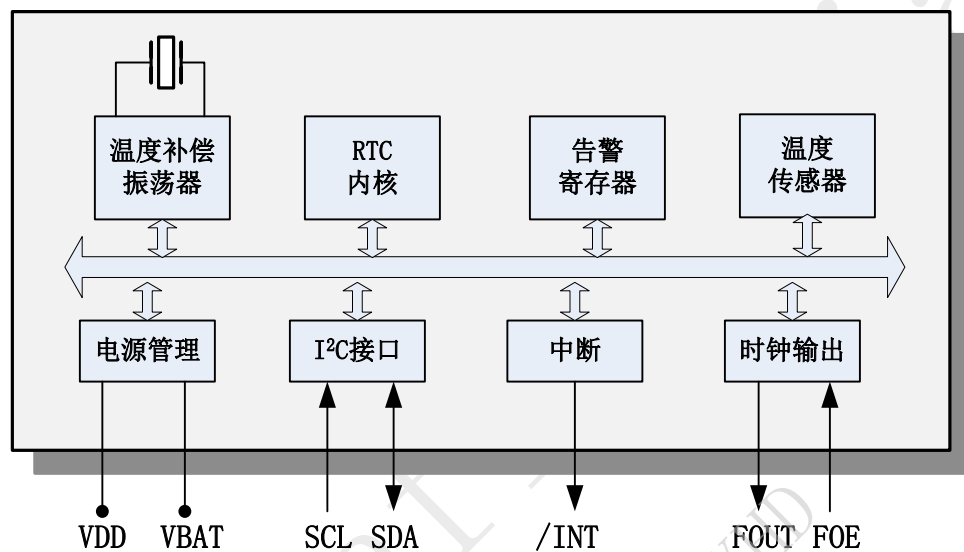 温度补偿
振荡器
RTC
内核
告警
寄存器
温度
传感器
电源管理
I²C接口
中断
时钟输出
VDD VBAT SCL SDA /INT FOUT FOE